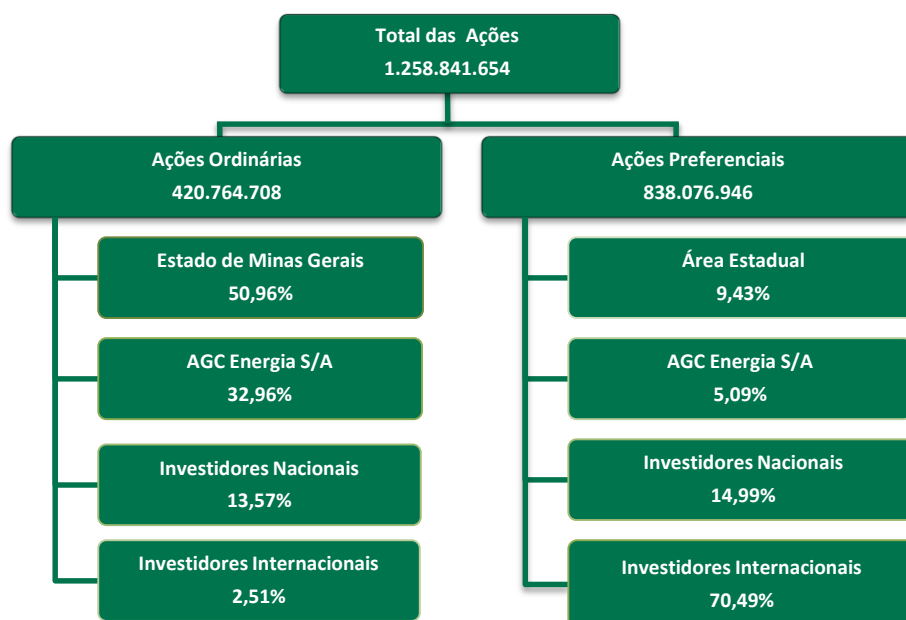 Total das Ações
1.258.841.654
Ações Ordinárias
420.764.708
Estado de Minas Gerais
50,96%
AGC Energia S/A
32,96%
Investidores Nacionais
13,57%
Investidores Internacionais
2,51%
Ações Preferenciais
838.076.946
Área Estadual
9,43%
AGC Energia S/A
5,09%
Investidores Nacionais
14,99%
Investidores Internacionais
70,49%